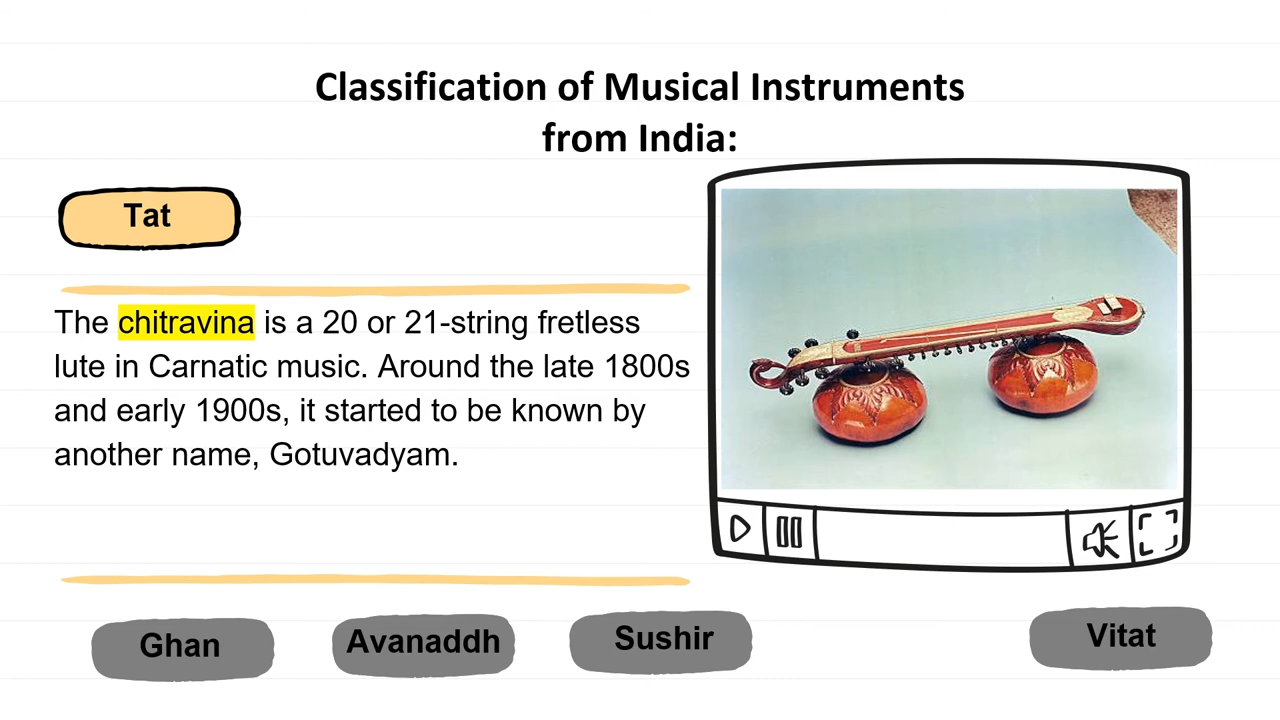 Classification of Musical Instruments
from India:
Tat
The chitravina is a 20 or 21-string fretless
lute in Carnatic music. Around the late 1800s
and early 1900s, it started to be known by
another name, Gotuvadyam.
Ghan
Avanaddh
Sushir
Vitat